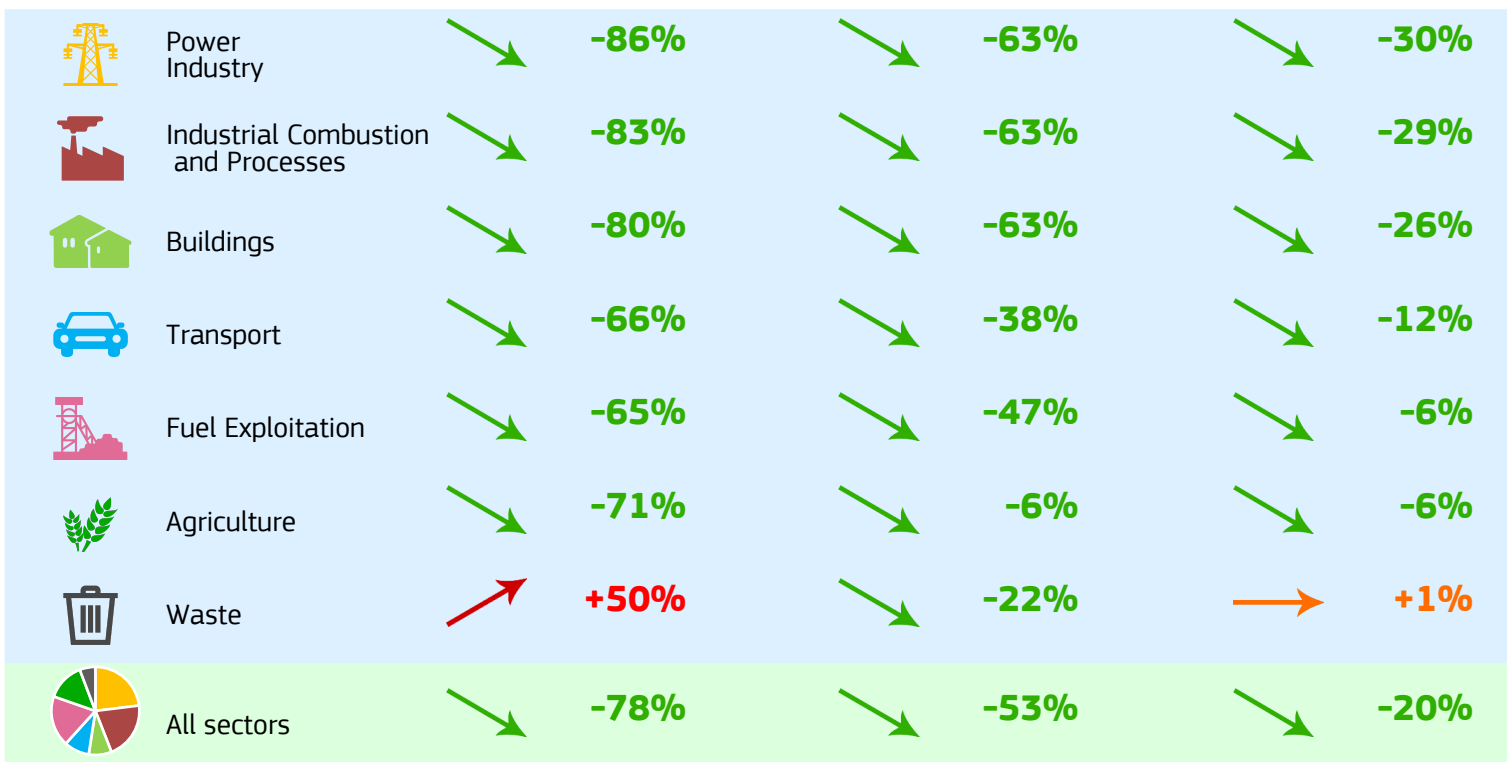 Power
Industry
-86%
-63%
-30%
Industrial Combustion
and Processes
-83%
-63%
-29%
Buildings
-80%
-63%
-26%
Transport
-66%
-38%
-12%
Fuel Exploitation
-65%
-47%
-6%
Agriculture
-71%
-6%
-6%
Waste
+50%
-22%
+1%
All sectors
-78%
-53%
-20%